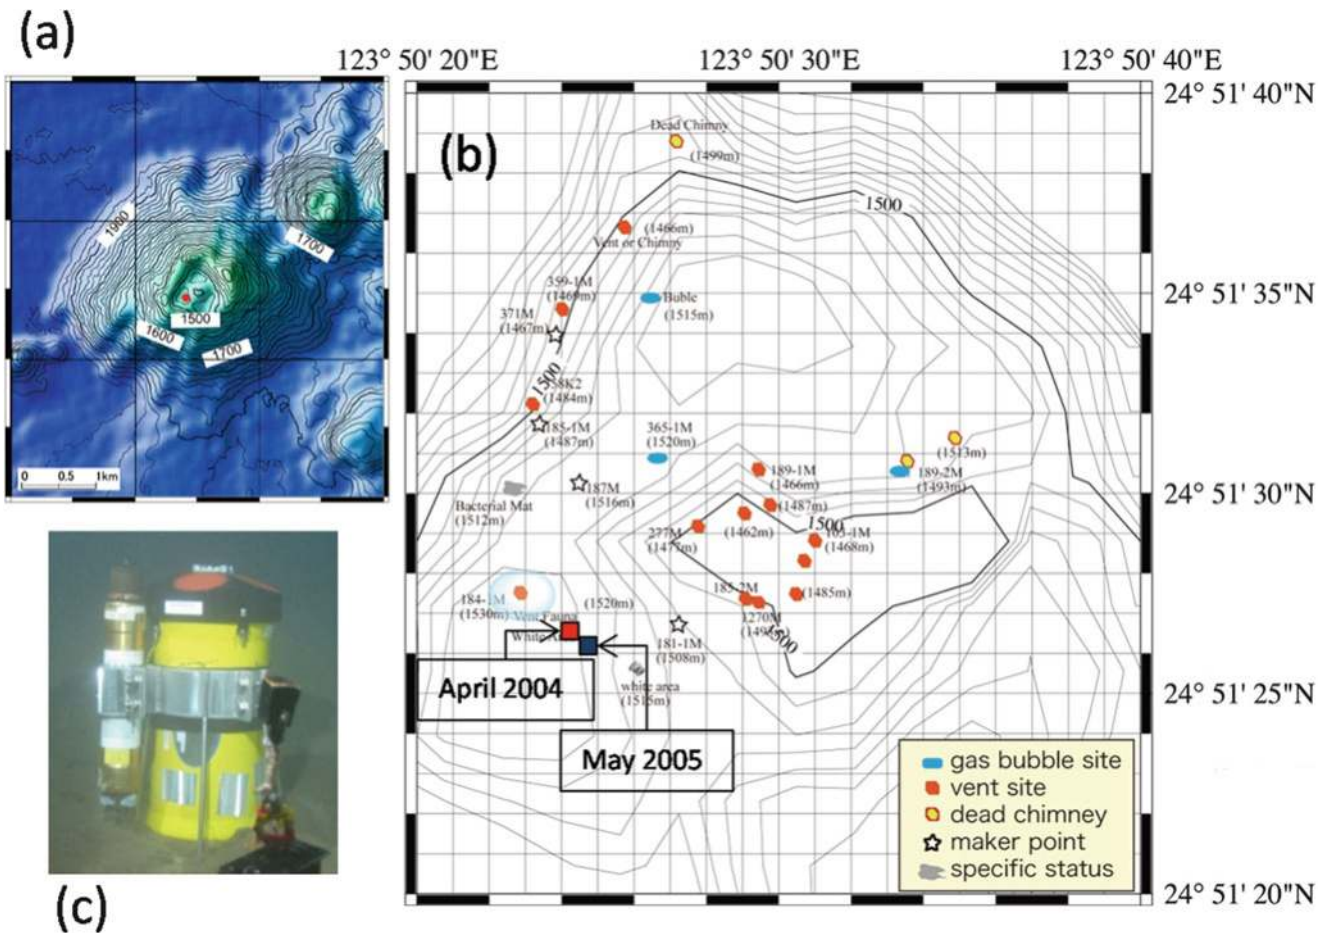 (a)
123° 50' 20"E
123° 50' 30"E
123° 50' 40"E
24° 51' 40"N
(b)
Dead Chimny
(1499m)
1900
1500
(1466m)
Vent or Chimny
1700
359-1M
(1469m)
24° 51' 35"N
Buble
(1515m)
371M
(1467m)
1500
1600
1700
1500
(1484m)
185-1M
(1487m)
365-1M
(1520m)
(1513m)
189-1M
(1466m)
189-2M
(1493m)
0 0.5 1km
187M
(1516m)
24° 51' 30"N
Bacterial Mat
(1512m)
(1487m)
(1462m)
1500
277M
(1468m)
184-1M
(1530m)
185-2M
(1485m)
(1520m)
Vent Fauna
1270M
1500
181-1M
(1508m)
April 2004
white area
(1515m)
24° 51' 25"N
May 2005
gas bubble site
vent site
dead chimney
maker point
specific status
24° 51' 20"N
(c)